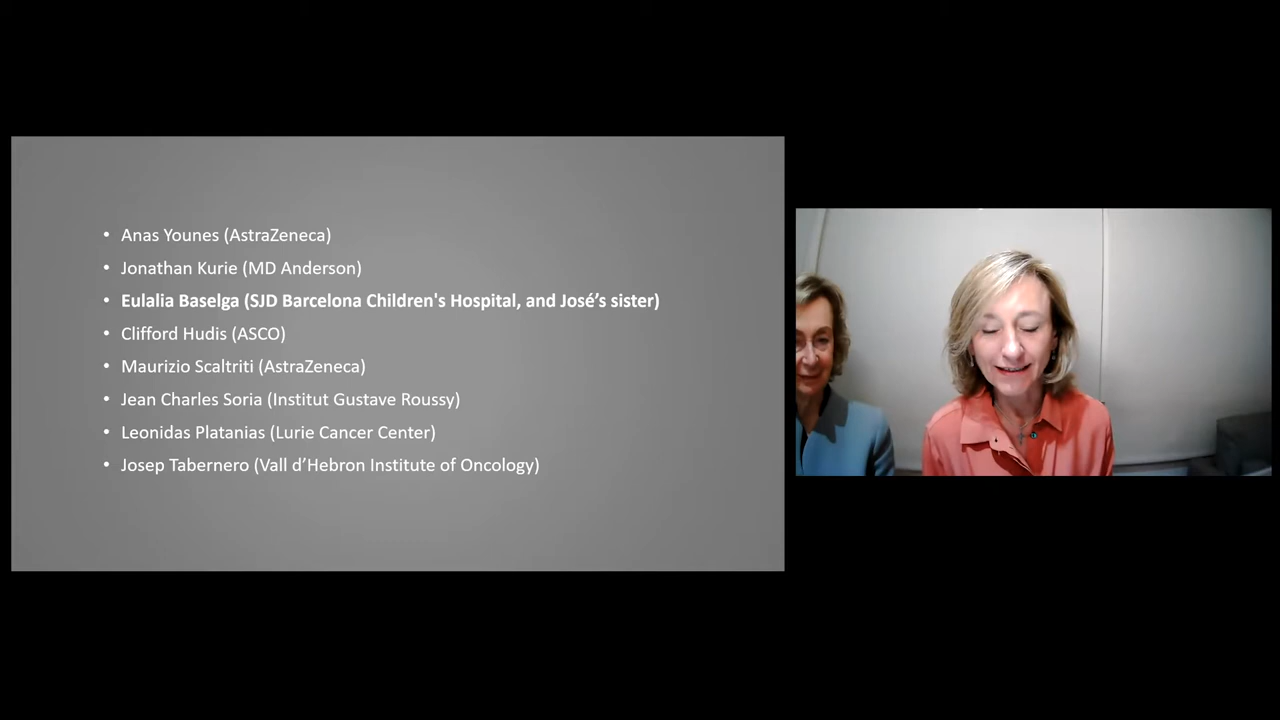 • Anas Younes (AstraZeneca)
• Jonathan Kurie (MD Anderson)
• Eulalia Baselga (SJD Barcelona Children's Hospital, and José’s sister)
• Clifford Hudis (ASCO)
• Maurizio Scaltriti (AstraZeneca)
• Jean Charles Soria (Institut Gustave Roussy)
• Leonidas Platanias (Lurie Cancer Center)
• Josep Tabernero (Vall d’Hebron Institute of Oncology)